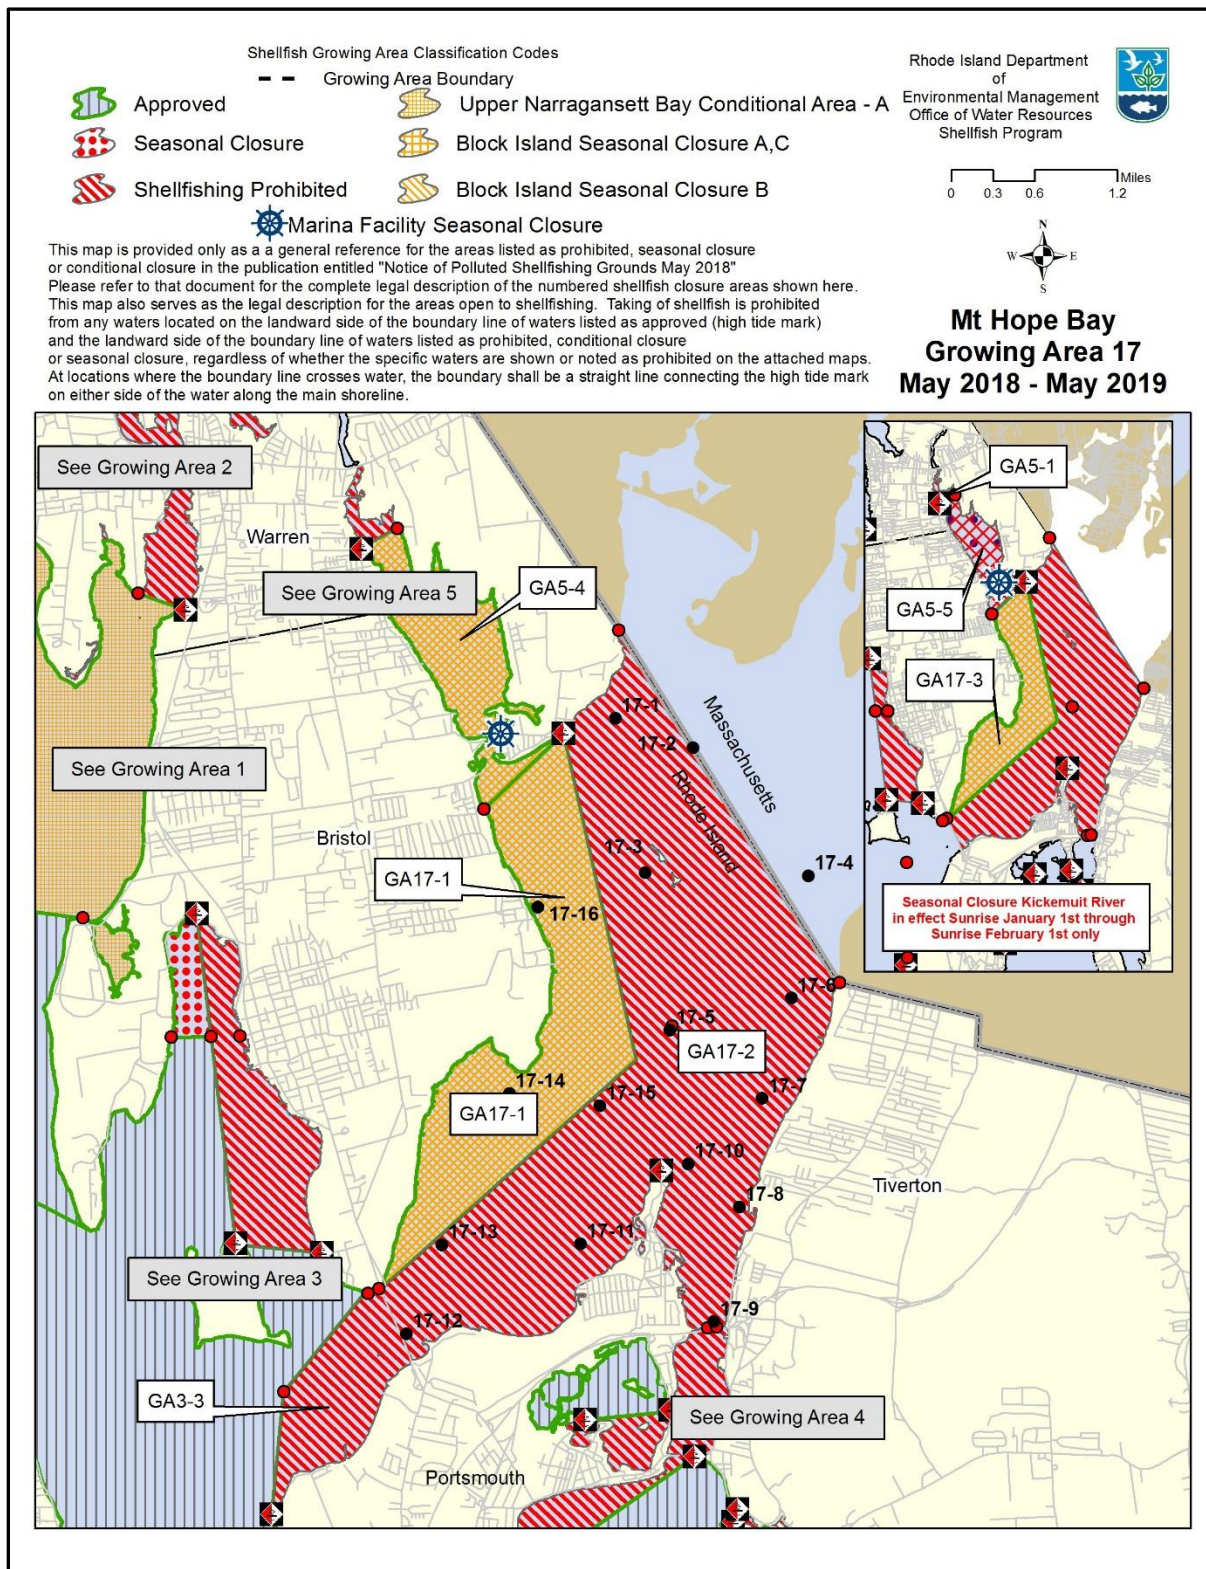 Shellfish Growing Area Classification Codes
Growing Area Boundary
Approved
Upper Narragansett Bay Conditional Area - A
Seasonal Closure
Block Island Seasonal Closure A,C
Shellfishing Prohibited
Block Island Seasonal Closure B
Marina Facility Seasonal Closure
Rhode Island Department
of
Environmental Management
Office of Water Resources
Shellfish Program
Miles
0 0.3 0.6 1.2
N
W E
S
This map is provided only as a a general reference for the areas listed as prohibited, seasonal closure
or conditional closure in the publication entitled "Notice of Polluted Shellfishing Grounds May 2018"
Please refer to that document for the complete legal description of the numbered shellfish closure areas shown here.
This map also serves as the legal description for the areas open to shellfishing. Taking of shellfish is prohibited
from any waters located on the landward side of the boundary line of waters listed as approved (high tide mark)
and the landward side of the boundary line of waters listed as prohibited, conditional closure
or seasonal closure, regardless of whether the specific waters are shown or noted as prohibited on the attached maps.
At locations where the boundary line crosses water, the boundary shall be a straight line connecting the high tide mark
on either side of the water along the main shoreline.
Mt Hope Bay
Growing Area 17
May 2018 - May 2019
See Growing Area 2
Warren
See Growing Area 5
GA5-4
GA5-1
GA5-5
GA17-3
Seasonal Closure Kickemuit River
in effect Sunrise January 1st through
Sunrise February 1st only
17-1
17-2
Massachusetts
Rhode Island
See Growing Area 1
Bristol
17-3
17-4
GA17-1
17-16
17-6
17-5
GA17-2
17-14
GA17-1
17-15
17-7
17-10
Tiverton
17-8
17-13
17-11
See Growing Area 3
17-12
17-9
GA3-3
See Growing Area 4
Portsmouth